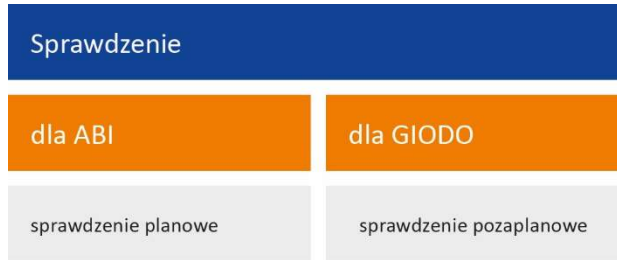 Sprawdzenie
dla ABI
dla GIODO
sprawdzenie planowe
sprawdzenie pozaplanowe